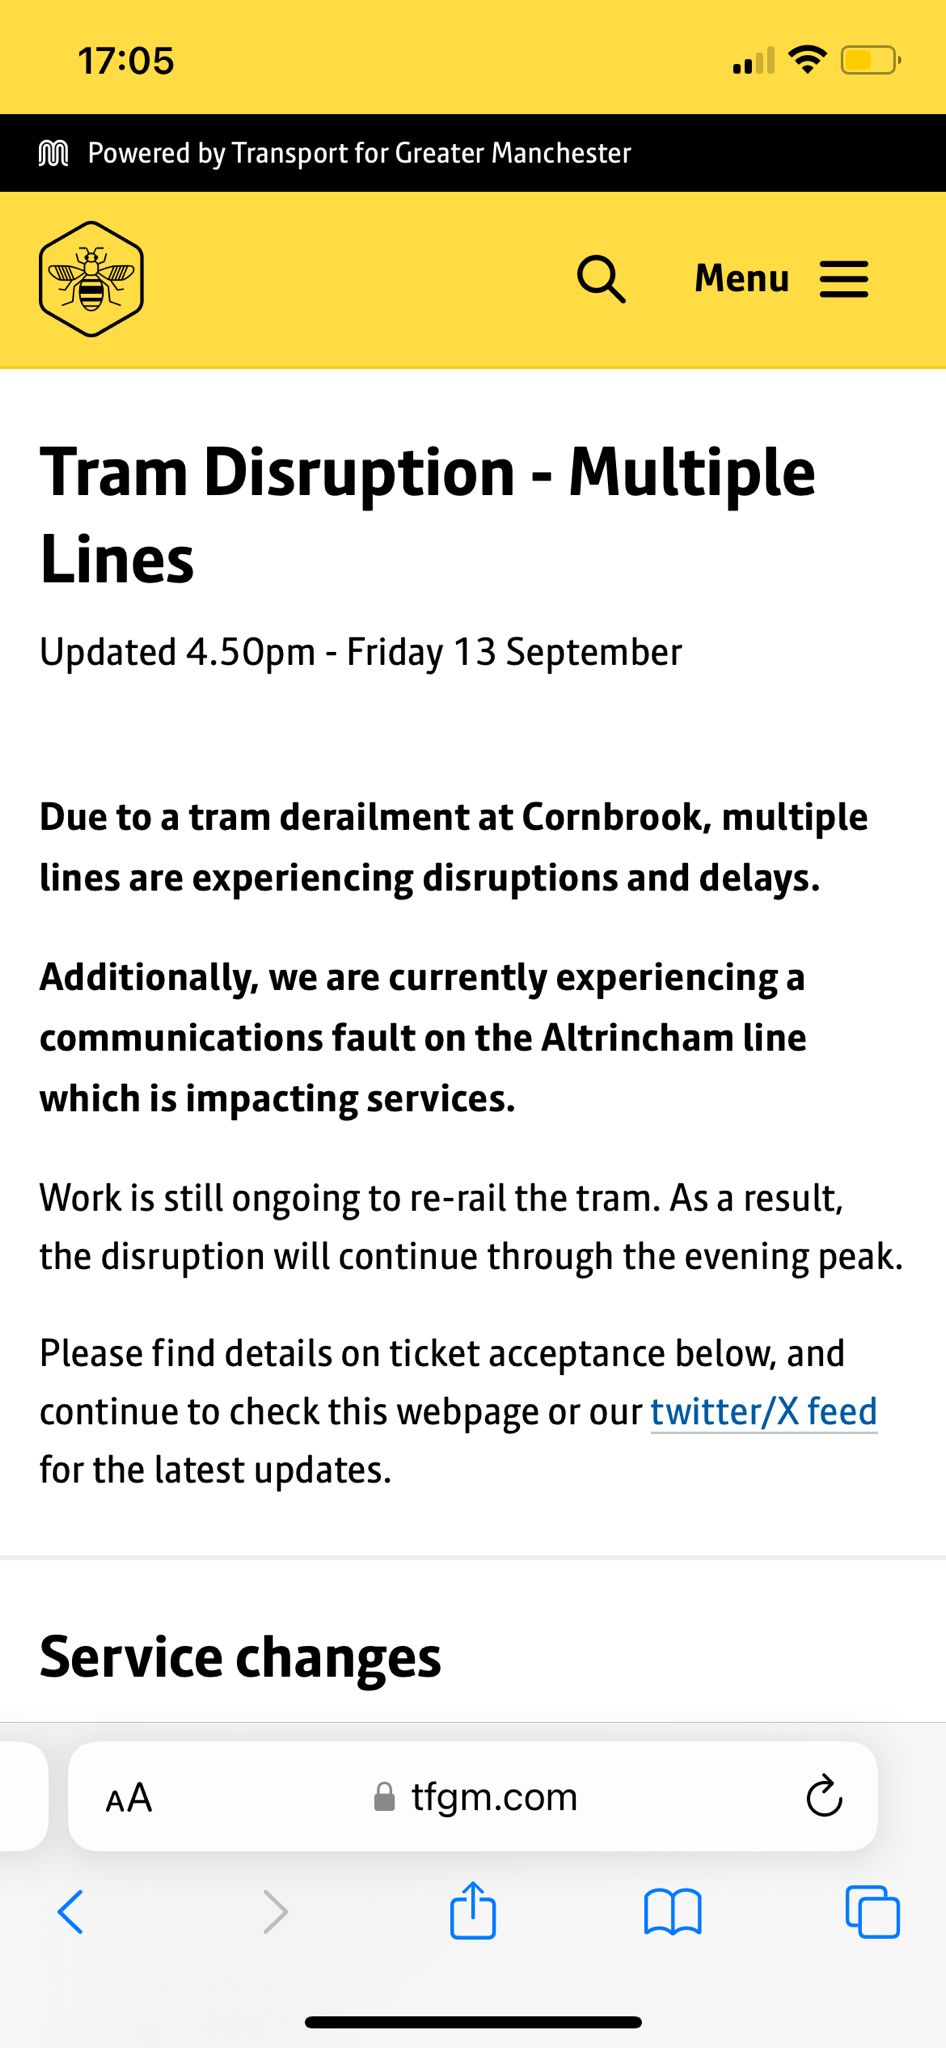 17:05
Powered by Transport for Greater Manchester
Menu
Tram Disruption - Multiple
Lines
Updated 4.50pm - Friday 13 September
Due to a tram derailment at Cornbrook, multiple
lines are experiencing disruptions and delays.
Additionally, we are currently experiencing a
communications fault on the Altrincham line
which is impacting services.
Work is still ongoing to re-rail the tram. As a result,
the disruption will continue through the evening peak.
Please find details on ticket acceptance below, and
continue to check this webpage or our twitter/X feed
for the latest updates.
Service changes
AA tfgm.com